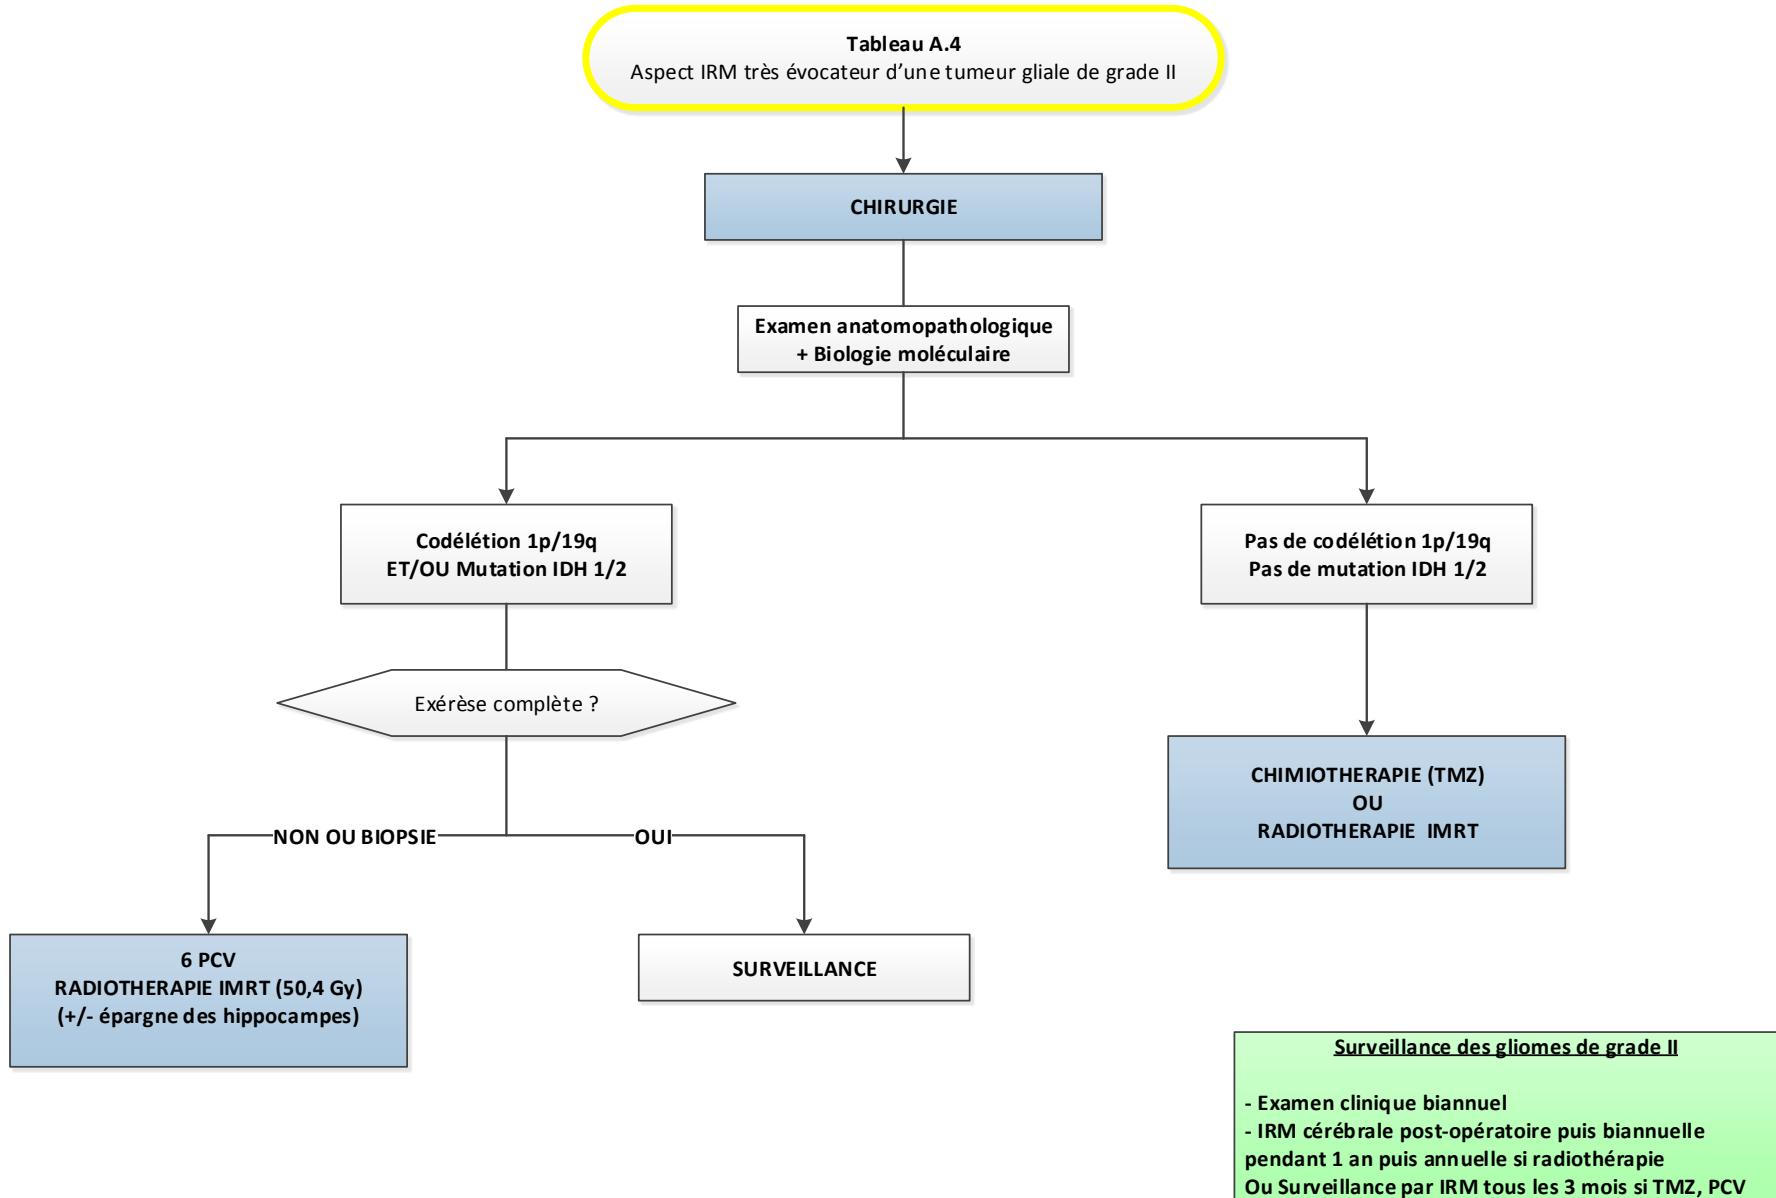 Tableau A.4
Aspect IRM très évocateur d'une tumeur gliale de grade II
CHIRURGIE
Examen anatomopathologique
+ Biologie moléculaire
Codélétion 1p/19q
ET/OU Mutation IDH 1/2
Pas de codélétion 1p/19q
Pas de mutation IDH 1/2
Exérèse complète ?
CHIMIOTHERAPIE (TMZ)
OU
RADIOTHERAPIE IMRT
NON OU BIOPSIE
OUI
6 PCV
RADIOTHERAPIE IMRT (50,4 Gy)
(+/- épargne des hippocampes)
SURVEILLANCE
Surveillance des gliomes de grade II
- Examen clinique biannuel
- IRM cérébrale post-opératoire puis biannuelle
pendant 1 an puis annuelle si radiothérapie
Ou Surveillance par IRM tous les 3 mois si TMZ, PCV